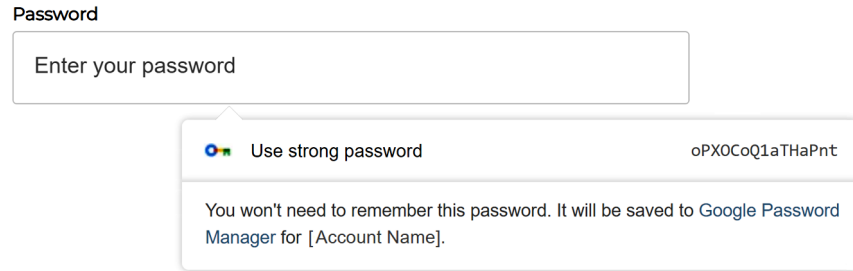 Password
Enter your password
Use strong password oPXOCoQ1aTHaPnt
You won't need to remember this password. It will be saved to Google Password
Manager for [Account Name].